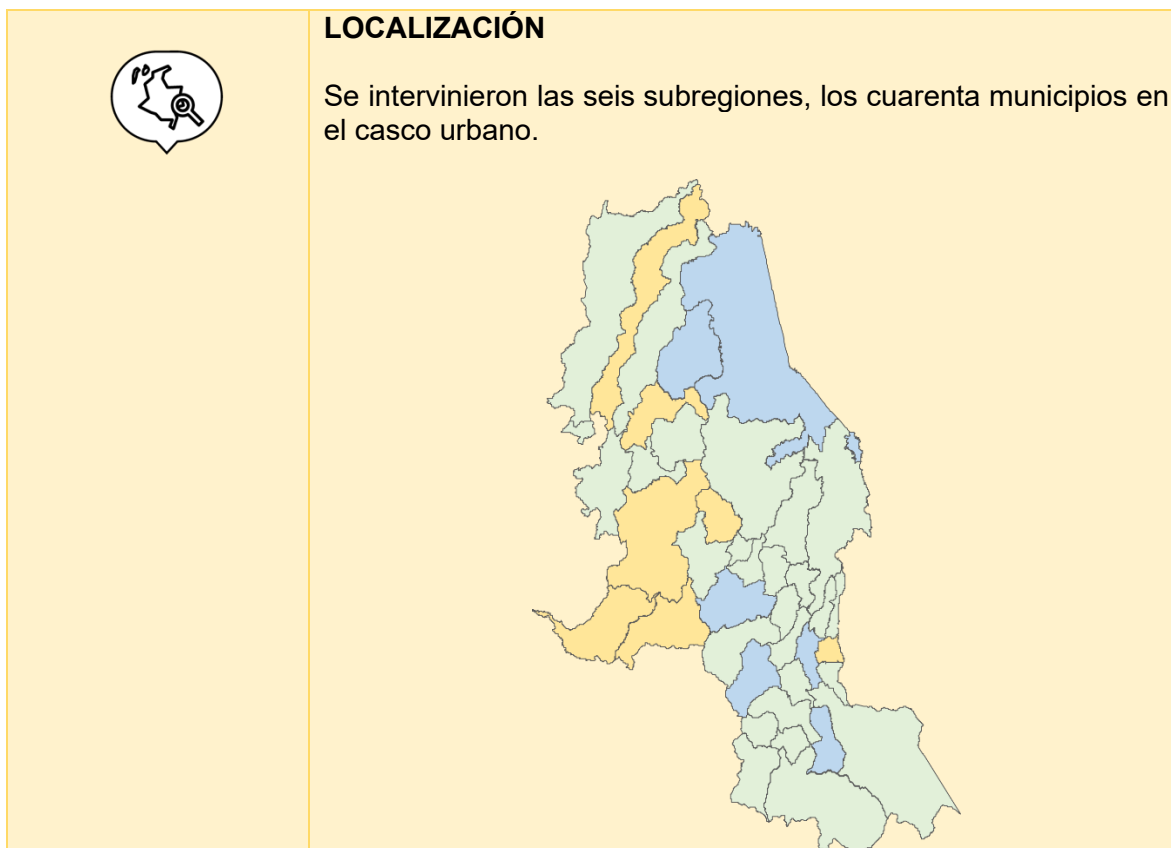 LOCALIZACIÓN
Se intervinieron las seis subregiones, los cuarenta municipios en
el casco urbano.